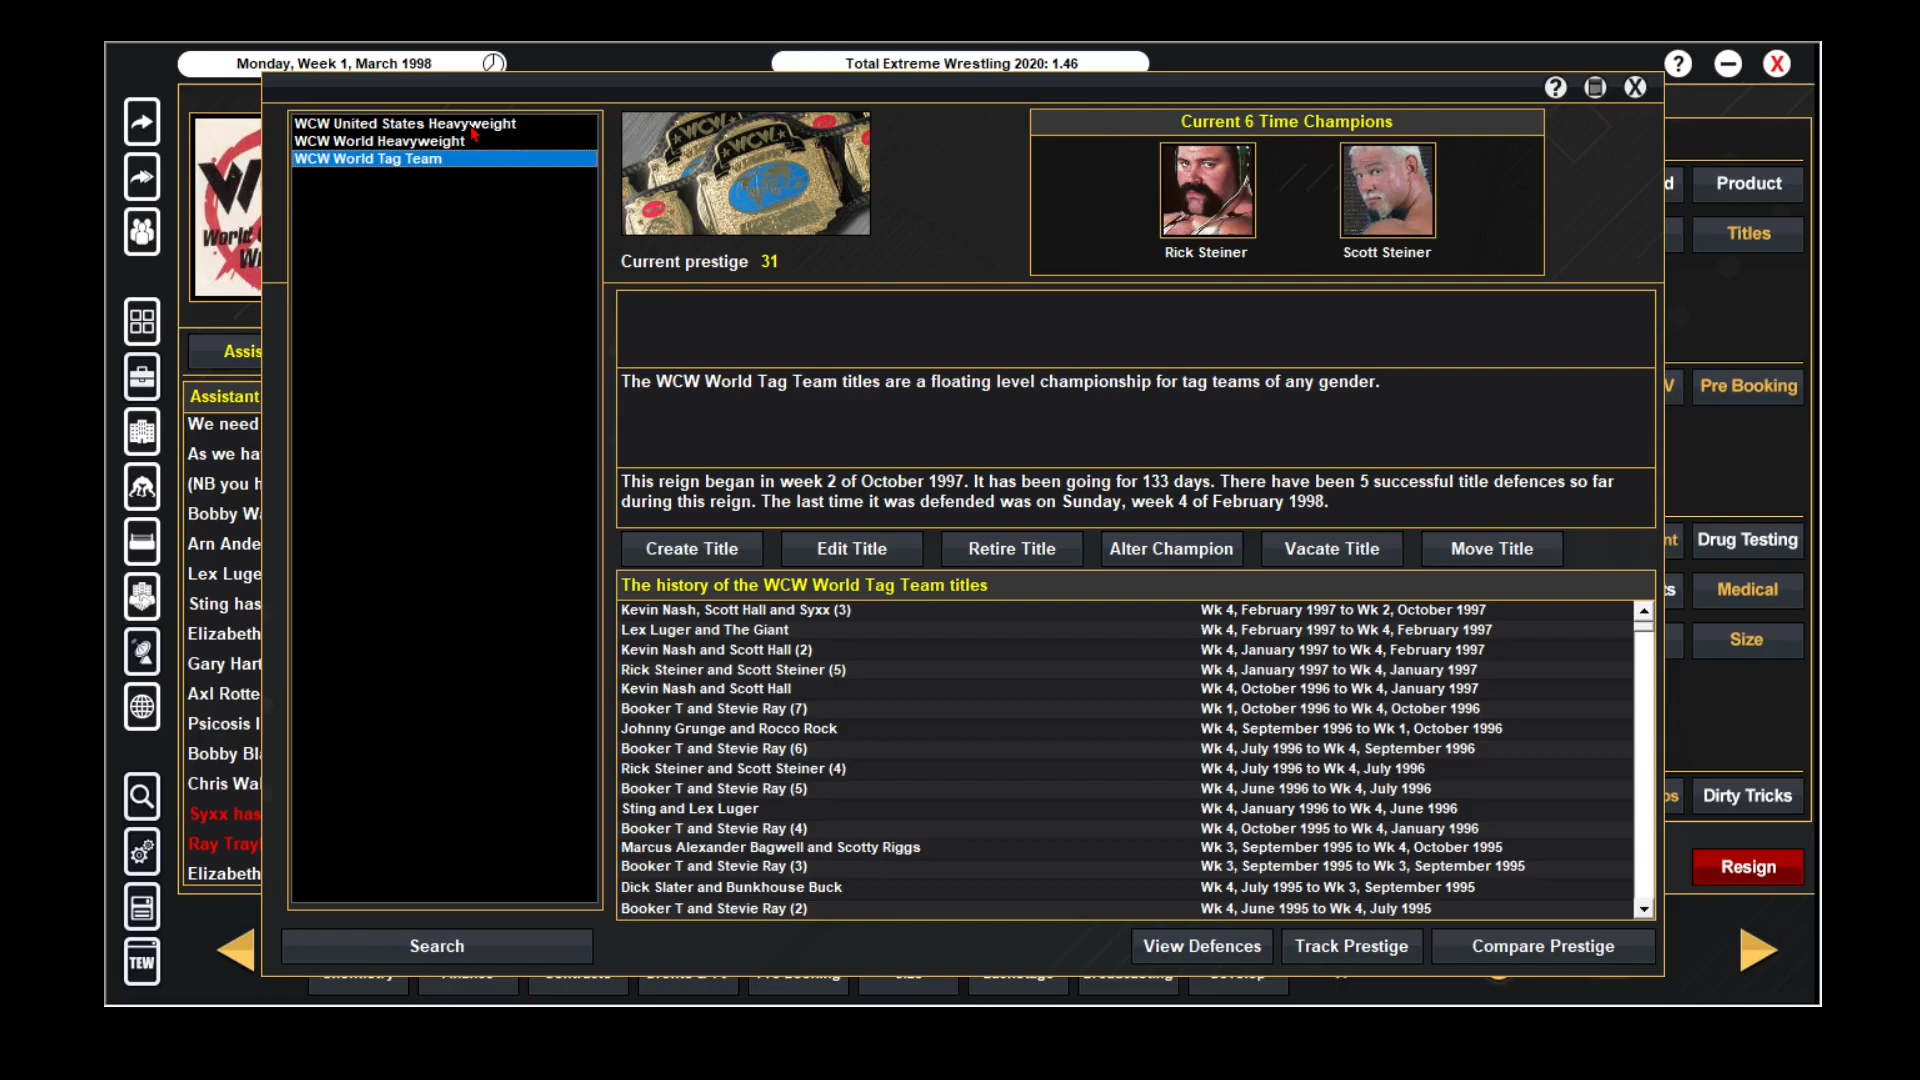 Monday, Week 1, March 1998
Total Extreme Wrestling 2020: 1.46
WCW United States Heavyweight
WCW World Heavyweight
WCW World Tag Team
Current prestige 31
Current 6 Time Champions
Rick Steiner
Scott Steiner
The WCW World Tag Team titles are a floating level championship for tag teams of any gender.
This reign began in week 2 of October 1997. It has been going for 133 days. There have been 5 successful title defences so far
during this reign. The last time it was defended was on Sunday, week 4 of February 1998.
Create Title
Edit Title
Retire Title
Alter Champion
Vacate Title
Move Title
The history of the WCW World Tag Team titles
Kevin Nash, Scott Hall and Syxx (3) Wk 4, February 1997 to Wk 2, October 1997
Lex Luger and The Giant Wk 4, February 1997 to Wk 4, February 1997
Kevin Nash and Scott Hall (2) Wk 4, January 1997 to Wk 4, February 1997
Rick Steiner and Scott Steiner (5) Wk 4, January 1997 to Wk 4, January 1997
Kevin Nash and Scott Hall Wk 4, October 1996 to Wk 4, January 1997
Booker T and Stevie Ray (7) Wk 1, October 1996 to Wk 4, October 1996
Johnny Grunge and Rocco Rock Wk 4, September 1996 to Wk 1, October 1996
Booker T and Stevie Ray (6) Wk 4, July 1996 to Wk 4, September 1996
Rick Steiner and Scott Steiner (4) Wk 4, July 1996 to Wk 4, July 1996
Booker T and Stevie Ray (5) Wk 4, June 1996 to Wk 4, July 1996
Sting and Lex Luger Wk 4, January 1996 to Wk 4, June 1996
Booker T and Stevie Ray (4) Wk 4, October 1995 to Wk 4, January 1996
Marcus Alexander Bagwell and Scotty Riggs Wk 3, September 1995 to Wk 4, October 1995
Booker T and Stevie Ray (3) Wk 3, September 1995 to Wk 3, September 1995
Dick Slater and Bunkhouse Buck Wk 4, July 1995 to Wk 3, September 1995
Booker T and Stevie Ray (2) Wk 4, June 1995 to Wk 4, July 1995
Search
View Defences
Track Prestige
Compare Prestige
Assis
Assistant
We need
As we ha
(NB you h
Bobby W
Arn Ande
Lex Luge
Sting has
Elizabeth
Gary Hart
Axl Rotte
Psicosis I
Bobby Bl
Chris Wal
Syxx has
Ray Trayl
Elizabeth
TEW
d
Product
Titles
V
Pre Booking
nt
Drug Testing
ts
Medical
Size
os
Dirty Tricks
Resign